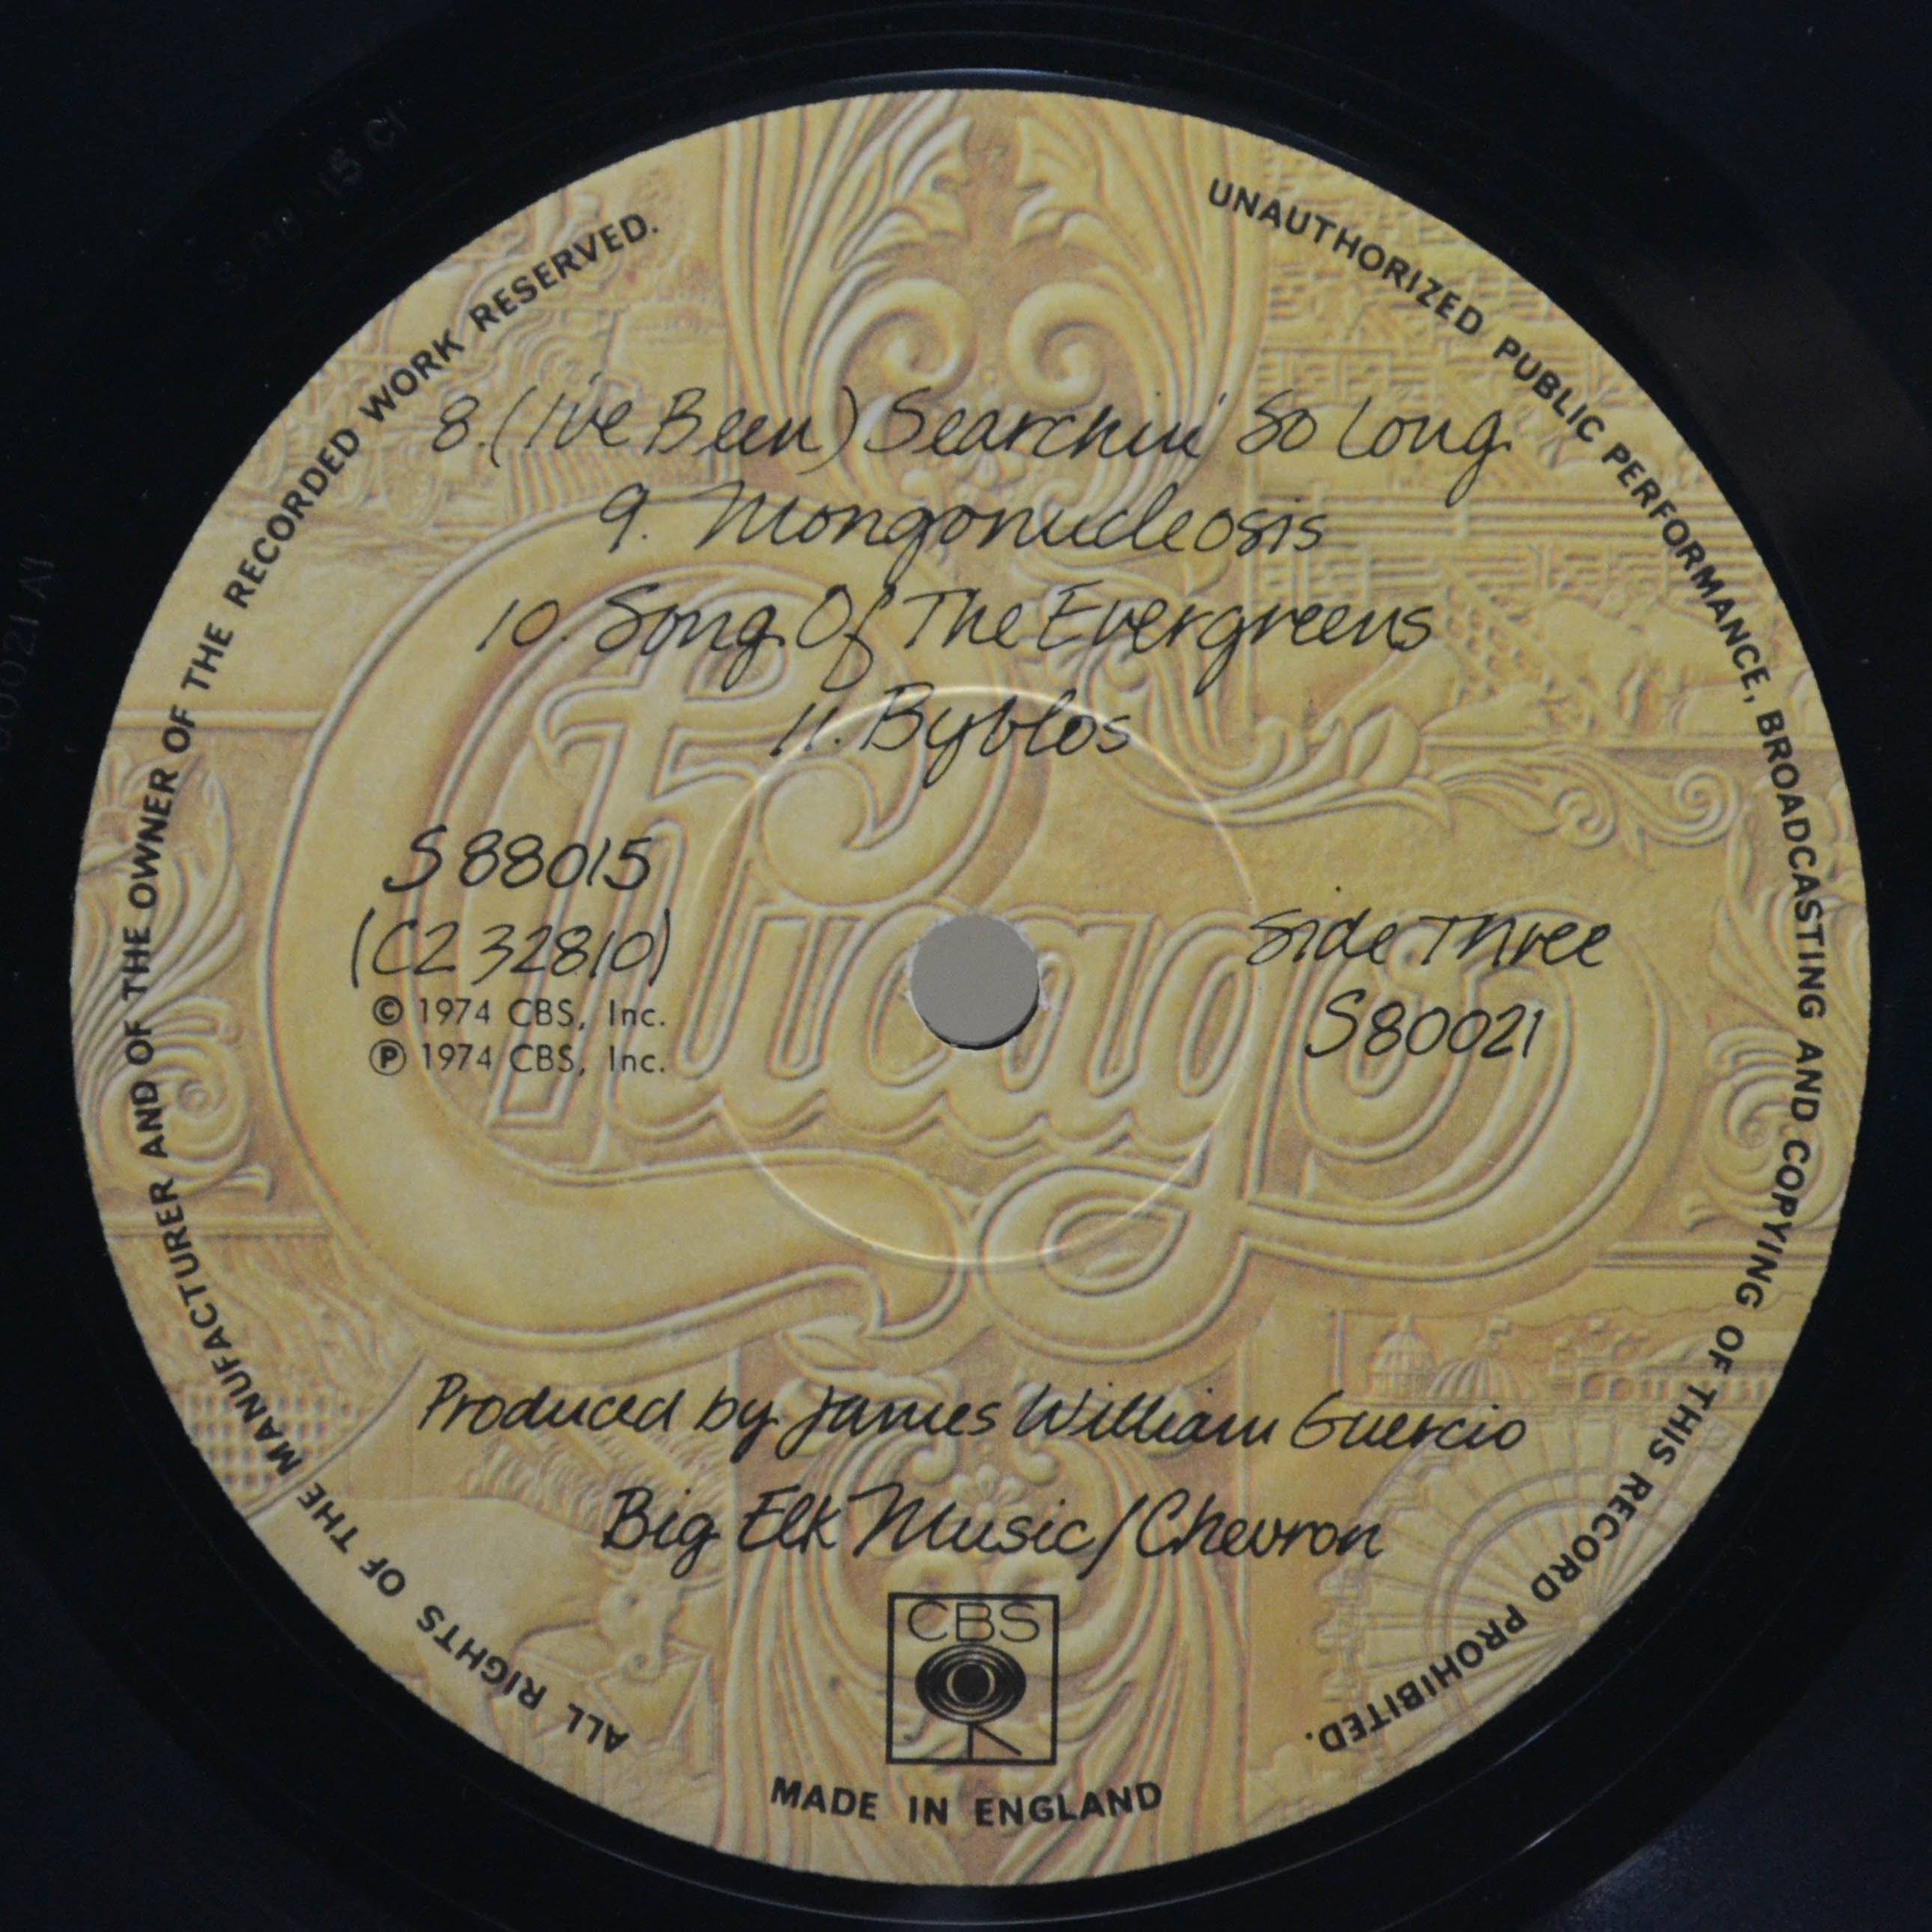 ALL RIGHTS OF THE MANUFACTURER AND OF THE OWNER OF THE RECORDED WORK RESERVED.
UNAUTHORIZED PUBLIC PERFORMANCE, BROADCASTING AND COPYING OF THIS RECORD PROHIBITED.
8. (I've Been) Searchin' So Long
9. Mongonucleosis
10. Song Of The Evergreens
11. Byblos
S 88015
(C2 32810)
© 1974 CBS, Inc.
℗ 1974 CBS, Inc.
Side Three
S80021
Chicago
Produced by James William Guercio
Big Elk Music/Chevron
CBS
MADE IN ENGLAND